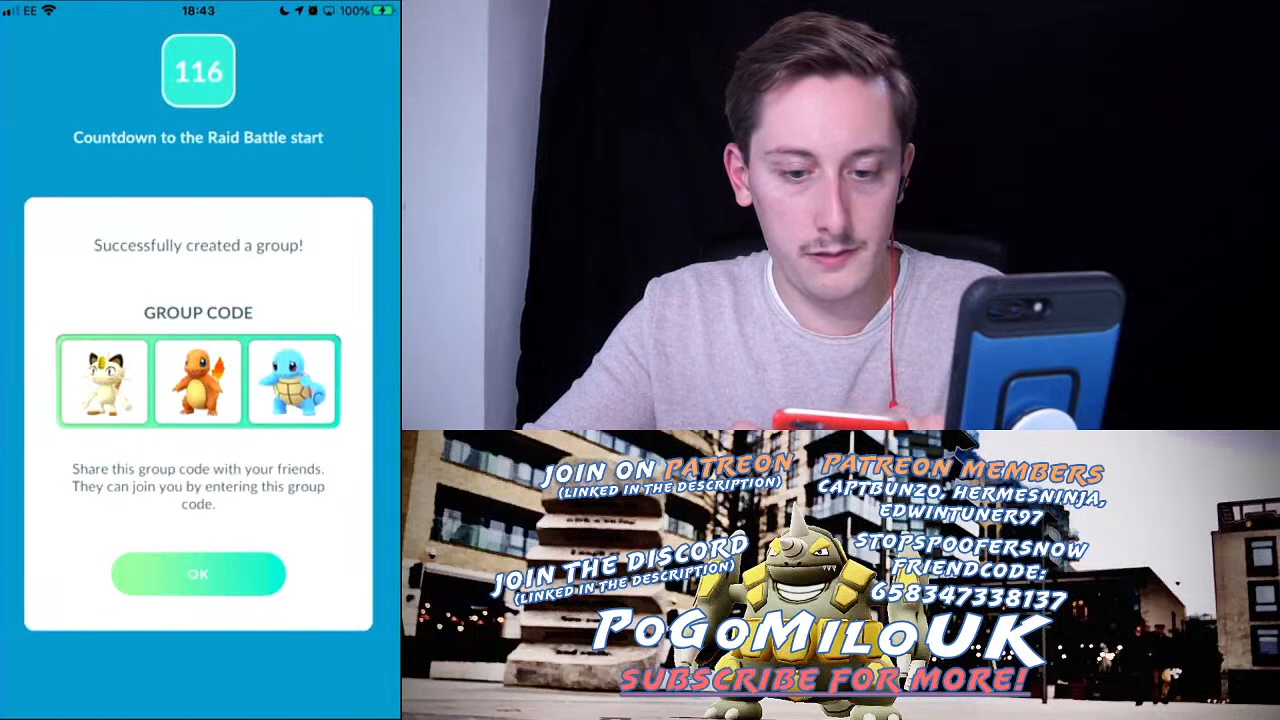 EE 18:43 100%
116
Countdown to the Raid Battle start
Successfully created a group!
GROUP CODE
Share this group code with your friends.
They can join you by entering this group
code.
OK
JOIN ON PATREON
(LINKED IN THE DESCRIPTION)
PATREON MEMBERS
CAPTBUNZO, HERMESNINJA,
EDWINTUNER97
JOIN THE DISCORD
(LINKED IN THE DESCRIPTION)
STOPSPOOFERSNOW
FRIENDCODE:
658347338137
POGOMILOUK
SUBSCRIBE FOR MORE!